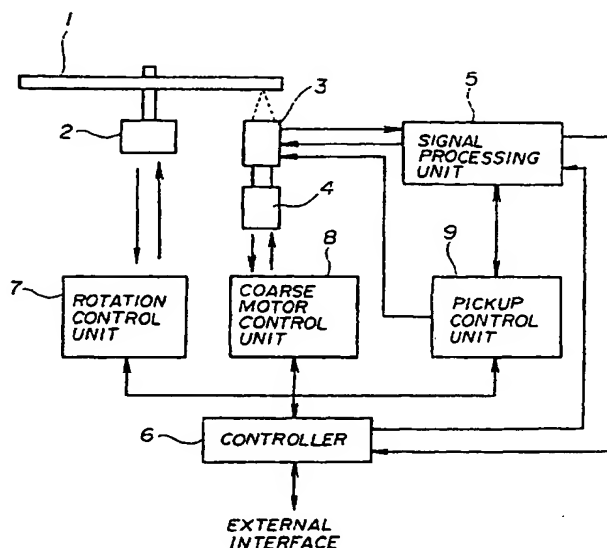 1
2
3
4
5
SIGNAL
PROCESSING
UNIT
7
ROTATION
CONTROL
UNIT
8
COARSE
MOTOR
CONTROL
UNIT
9
PICKUP
CONTROL
UNIT
6
CONTROLLER
EXTERNAL
INTERFACE